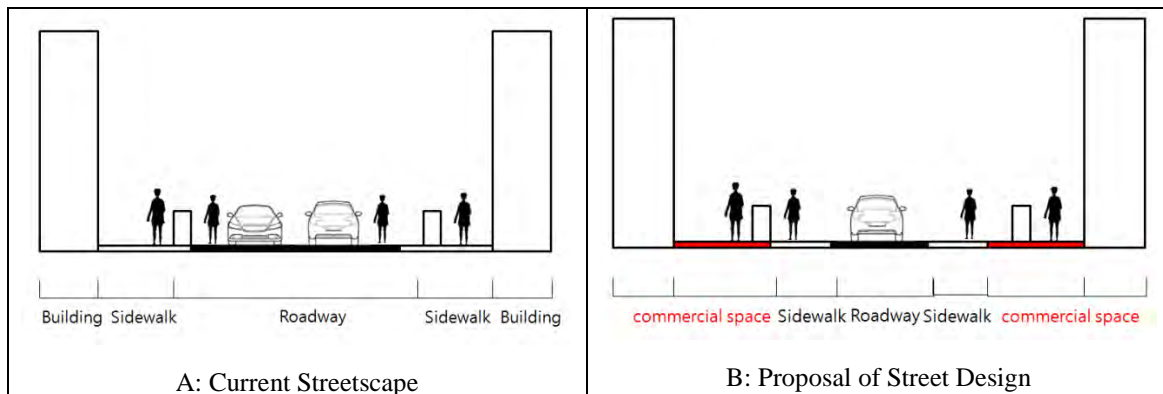 Building Sidewalk Roadway Sidewalk Building
A: Current Streetscape
commercial space Sidewalk Roadway Sidewalk commercial space
B: Proposal of Street Design